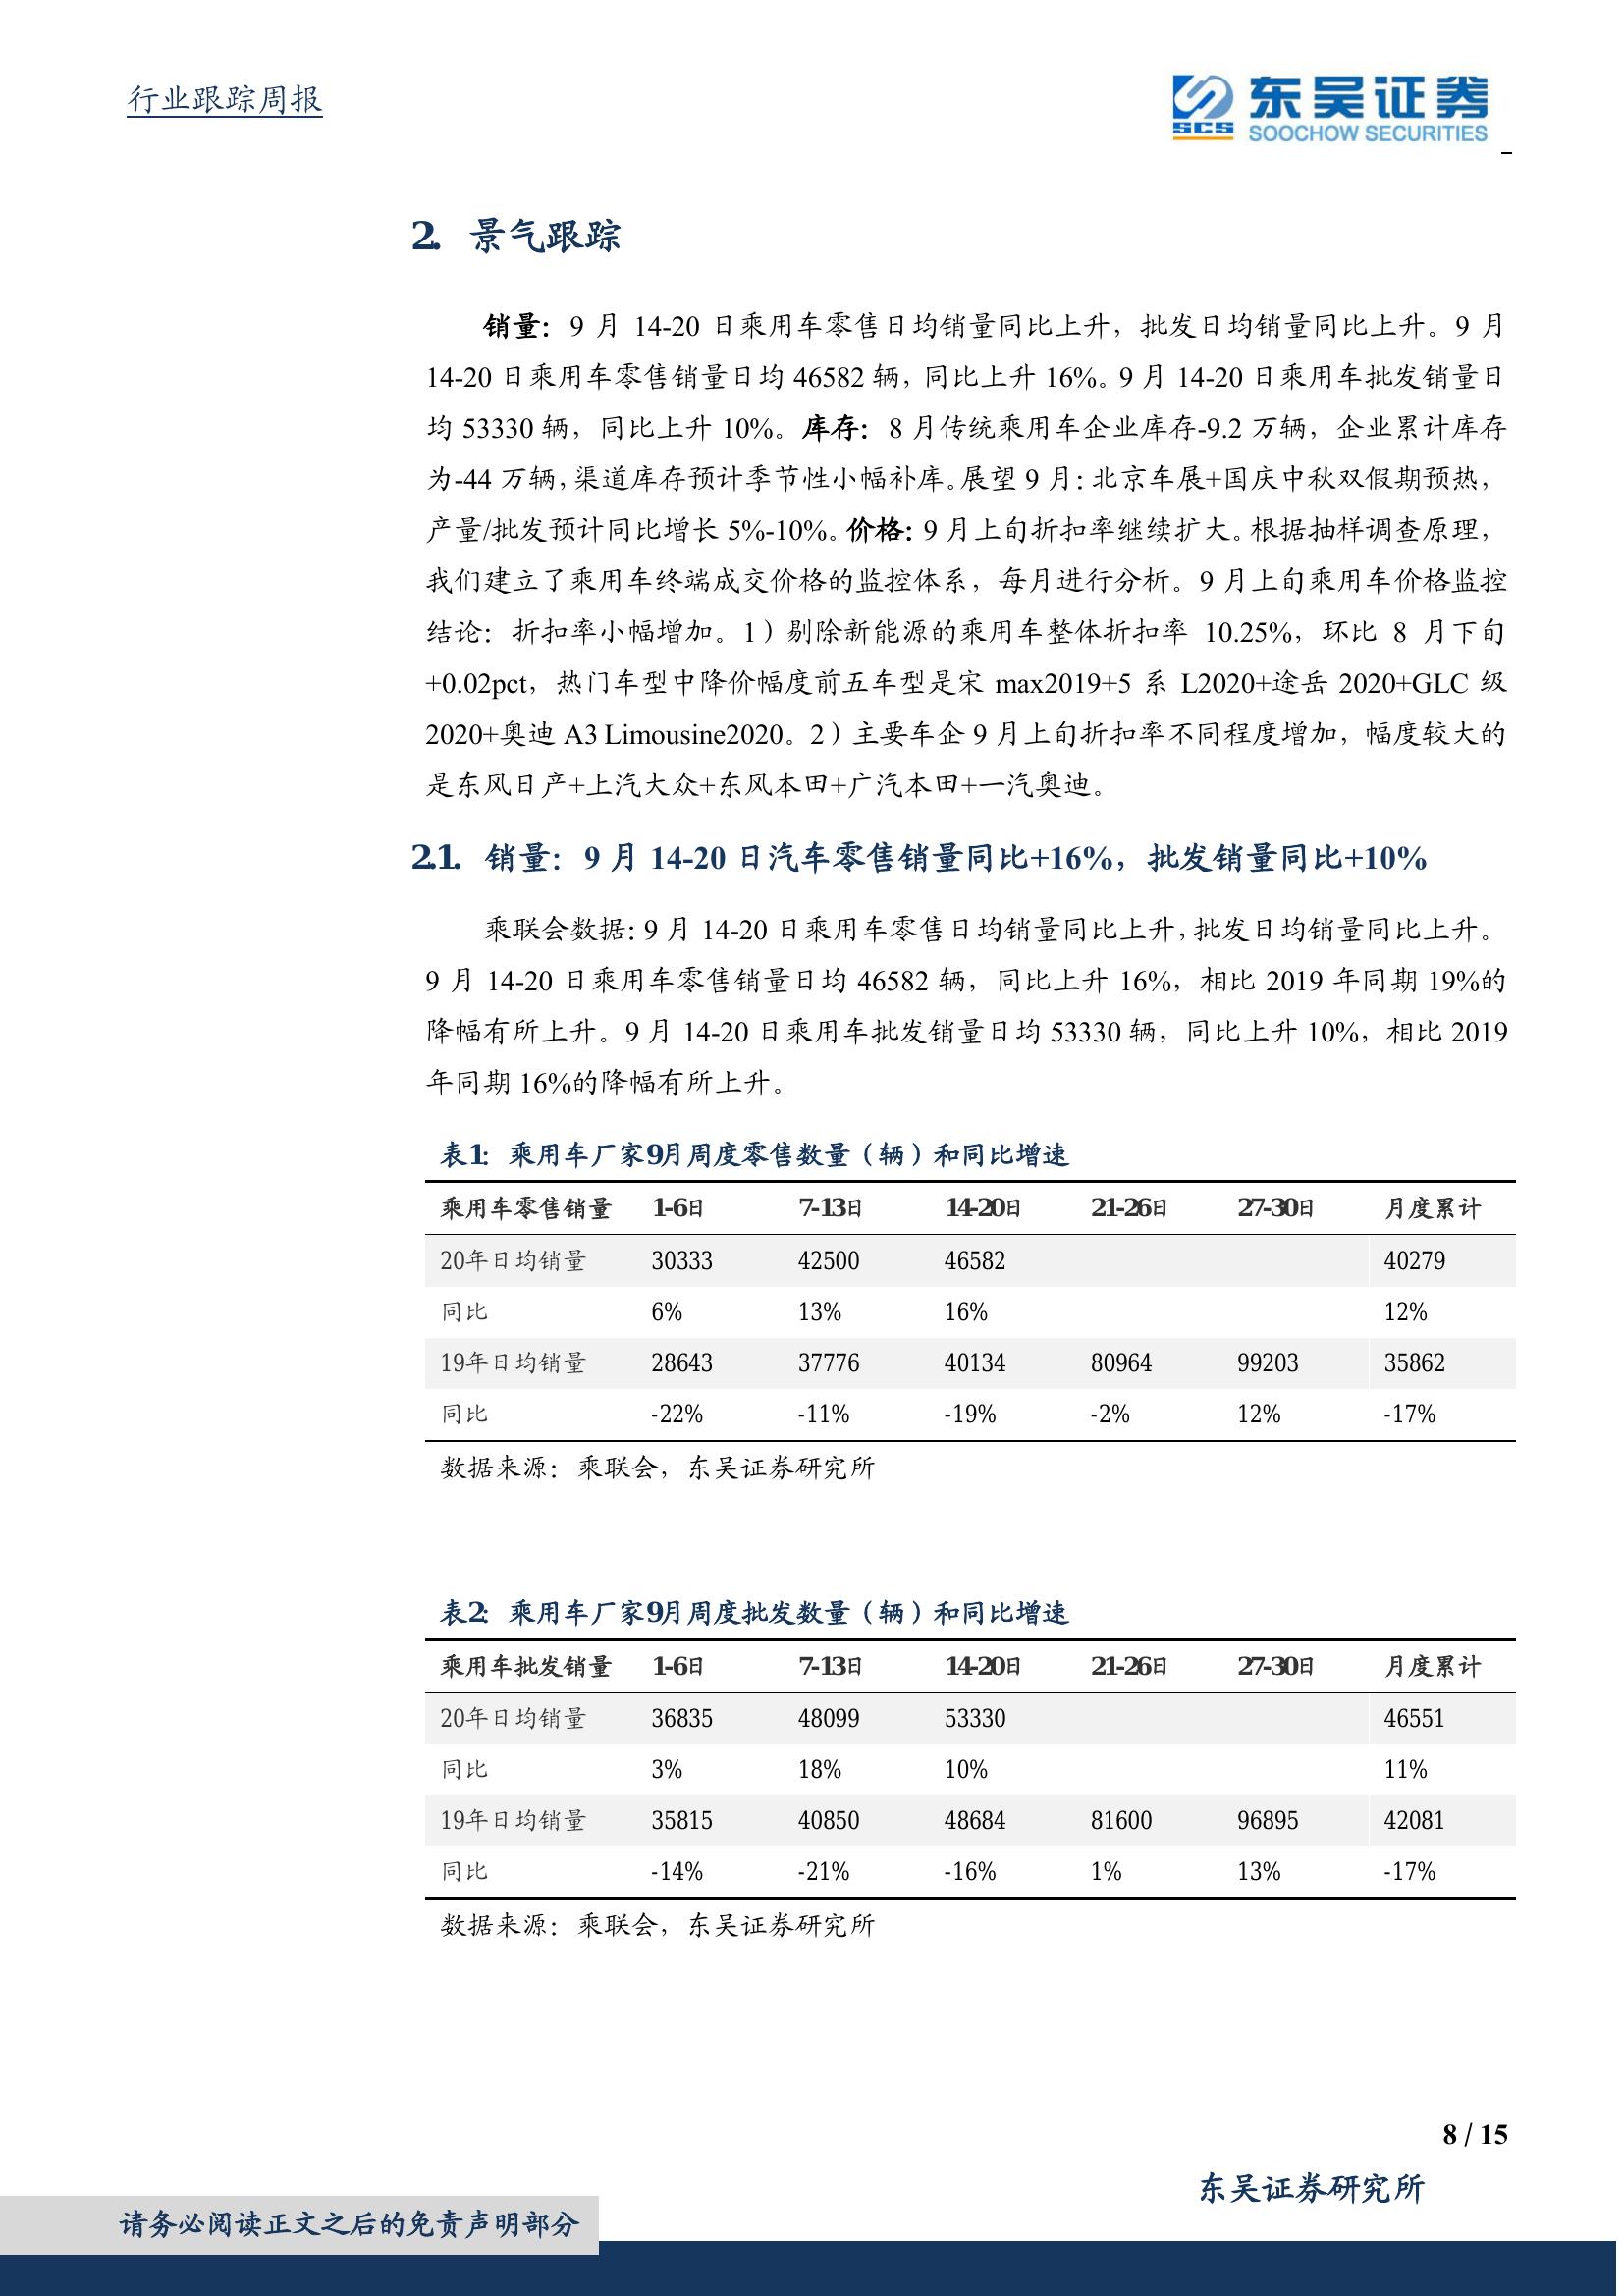 行业跟踪周报
SCS
东吴证券
SOOCHOW SECURITIES
2. 景气跟踪
销量：9 月 14-20 日乘用车零售日均销量同比上升，批发日均销量同比上升。9 月
14-20 日乘用车零售销量日均 46582 辆，同比上升 16%。9 月 14-20 日乘用车批发销量日
均 53330 辆，同比上升 10%。库存：8 月传统乘用车企业库存-9.2 万辆，企业累计库存
为-44 万辆，渠道库存预计季节性小幅补库。展望 9 月：北京车展+国庆中秋双假期预热，
产量/批发预计同比增长 5%-10%。价格：9 月上旬折扣率继续扩大。根据抽样调查原理，
我们建立了乘用车终端成交价格的监控体系，每月进行分析。9 月上旬乘用车价格监控
结论：折扣率小幅增加。1）剔除新能源的乘用车整体折扣率 10.25%，环比 8 月下旬
+0.02pct，热门车型中降价幅度前五车型是宋 max2019+5 系 L2020+途岳 2020+GLC 级
2020+奥迪 A3 Limousine2020。2）主要车企 9 月上旬折扣率不同程度增加，幅度较大的
是东风日产+上汽大众+东风本田+广汽本田+一汽奥迪。
2.1. 销量：9 月 14-20 日汽车零售销量同比+16%，批发销量同比+10%
乘联会数据：9 月 14-20 日乘用车零售日均销量同比上升，批发日均销量同比上升。
9 月 14-20 日乘用车零售销量日均 46582 辆，同比上升 16%，相比 2019 年同期 19%的
降幅有所上升。9 月 14-20 日乘用车批发销量日均 53330 辆，同比上升 10%，相比 2019
年同期 16%的降幅有所上升。
表1：乘用车厂家9月周度零售数量（辆）和同比增速
乘用车零售销量 1-6日 7-13日 14-20日 21-26日 27-30日 月度累计
20年日均销量 30333 42500 46582 40279
同比 6% 13% 16% 12%
19年日均销量 28643 37776 40134 80964 99203 35862
同比 -22% -11% -19% -2% 12% -17%
数据来源：乘联会，东吴证券研究所
表2：乘用车厂家9月周度批发数量（辆）和同比增速
乘用车批发销量 1-6日 7-13日 14-20日 21-26日 27-30日 月度累计
20年日均销量 36835 48099 53330 46551
同比 3% 18% 10% 11%
19年日均销量 35815 40850 48684 81600 96895 42081
同比 -14% -21% -16% 1% 13% -17%
数据来源：乘联会，东吴证券研究所
8 / 15
东吴证券研究所
请务必阅读正文之后的免责声明部分